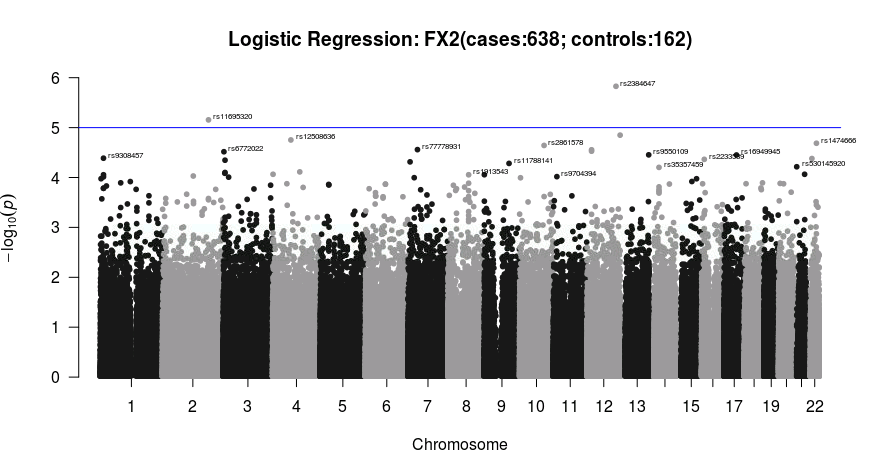 Logistic Regression: FX2(cases:638; controls:162)
6
rs2384647
rs11695320
5
rs12508636
rs1474666
rs2861578
rs6772022
rs77778931
rs9550109
rs16949945
rs9308457
rs11788141
rs35357459
rs530145920
4
rs1913543
rs9704394
3
2
1
0
−log10(p)
1 2 3 4 5 6 7 8 9 10 11 12 13 15 17 19 22
Chromosome